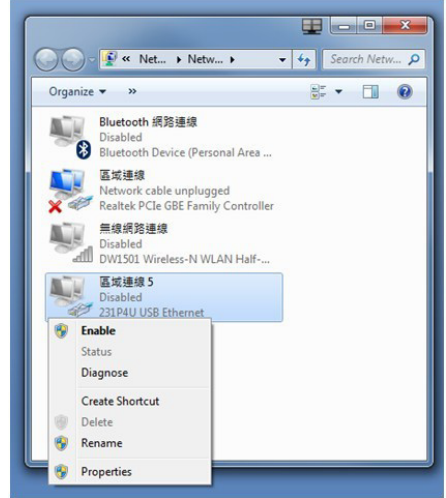 « Net... Netw...
Search Netw...
Organize »
Bluetooth 網路連線
Disabled
Bluetooth Device (Personal Area ...
區域連線
Network cable unplugged
Realtek PCIe GBE Family Controller
無線網路連線
Disabled
DW1501 Wireless-N WLAN Half-...
區域連線 5
Disabled
231P4U USB Ethernet
Enable
Status
Diagnose
Create Shortcut
Delete
Rename
Properties